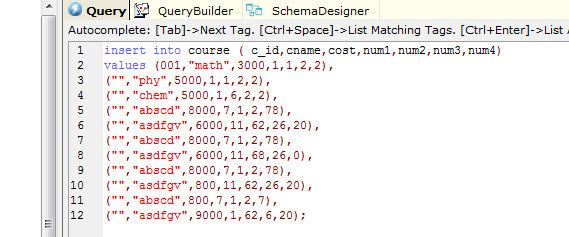 Query QueryBuilder SchemaDesigner
Autocomplete: [Tab]->Next Tag. [Ctrl+Space]->List Matching Tags. [Ctrl+Enter]->List
1 insert into course ( c_id,cname,cost,num1,num2,num3,num4)
2 values (001,"math",3000,1,1,2,2),
3 ("","phy",5000,1,1,2,2),
4 ("","chem",5000,1,6,2,2),
5 ("","abscd",8000,7,1,2,78),
6 ("","asdfgv",6000,11,62,26,20),
7 ("","abscd",8000,7,1,2,78),
8 ("","asdfgv",6000,11,68,26,0),
9 ("","abscd",8000,7,1,2,78),
10 ("","asdfgv",800,11,62,26,20),
11 ("","abscd",800,7,1,2,7),
12 ("","asdfgv",9000,1,62,6,20);